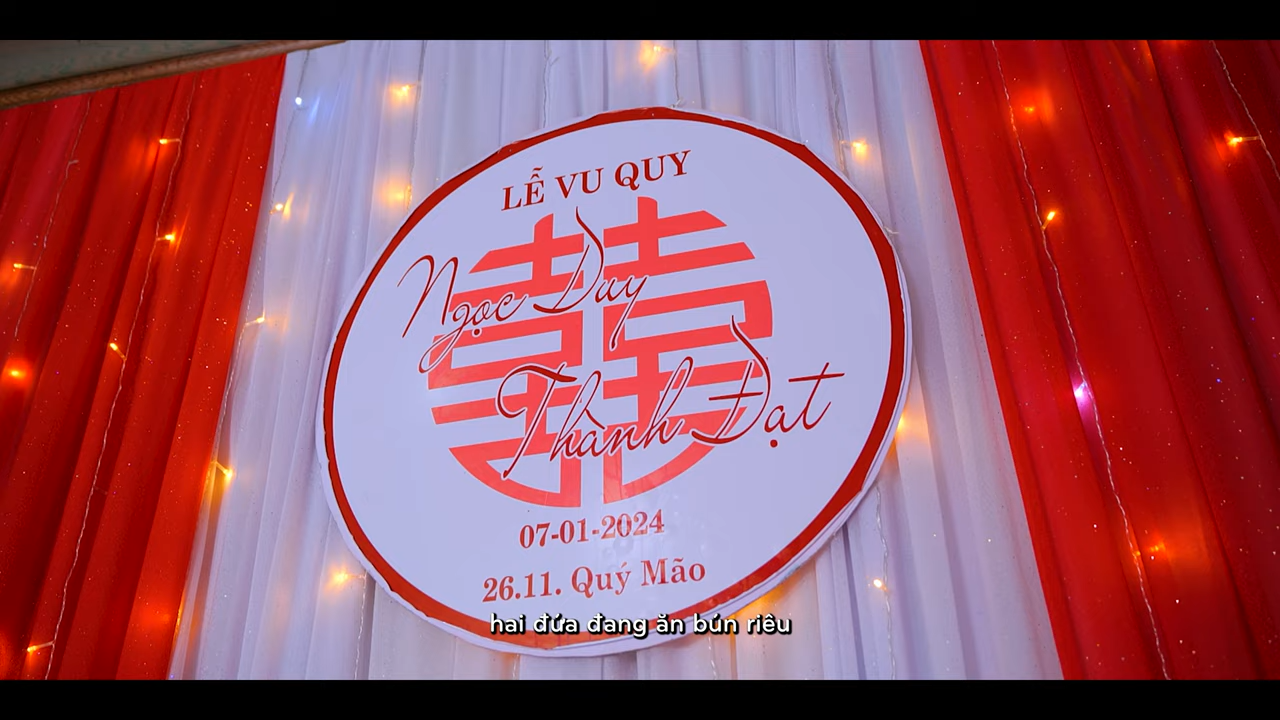 LỄ VU QUY
囍
Ngọc Duy
Thành Đạt
07-01-2024
26.11. Quý Mão
hai đứa đang ăn bún riêu